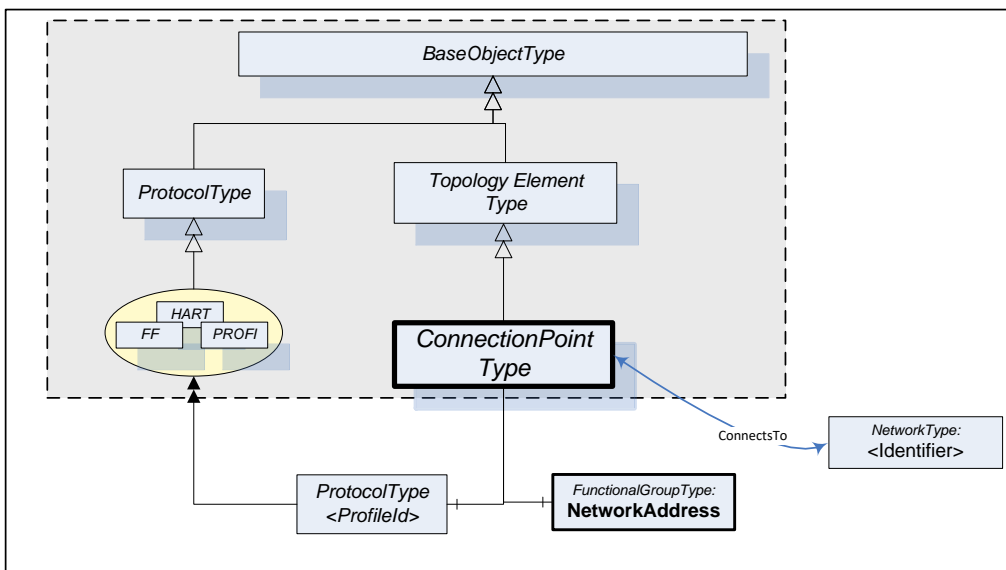 BaseObjectType
ProtocolType
Topology Element
Type
HART
FF
PROFI
ConnectionPoint
Type
ConnectsTo
NetworkType:
<Identifier>
ProtocolType
<ProfileId>
FunctionalGroupType:
NetworkAddress